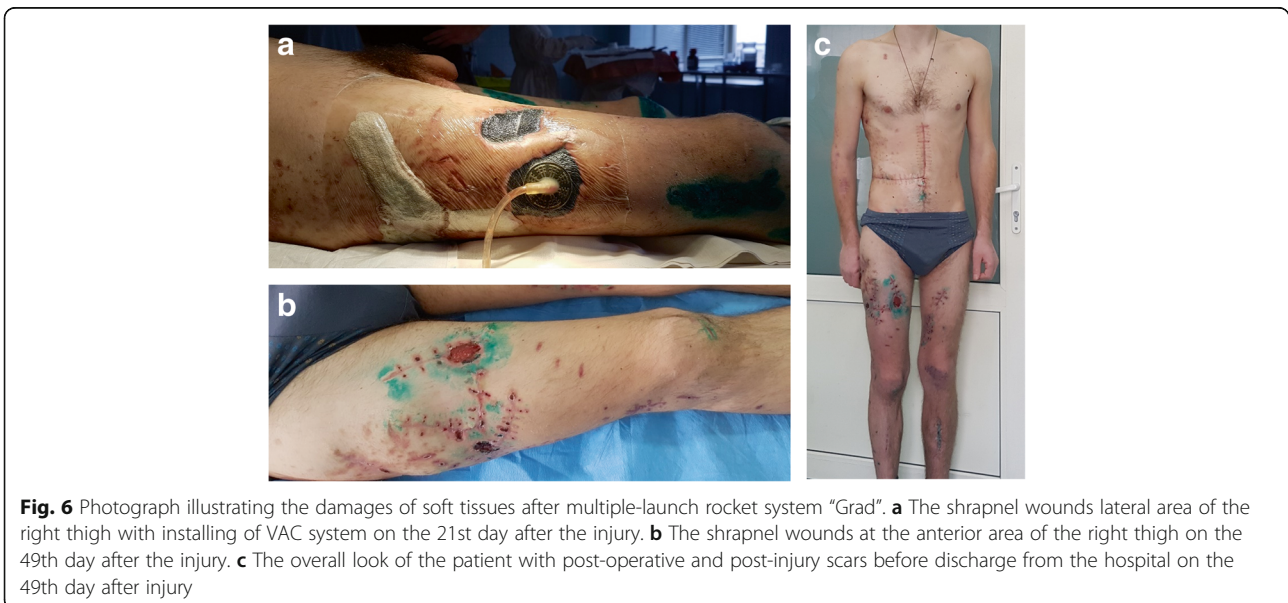 a
b
c
Fig. 6 Photograph illustrating the damages of soft tissues after multiple-launch rocket system “Grad”. a The shrapnel wounds lateral area of the
right thigh with installing of VAC system on the 21st day after the injury. b The shrapnel wounds at the anterior area of the right thigh on the
49th day after the injury. c The overall look of the patient with post-operative and post-injury scars before discharge from the hospital on the
49th day after injury